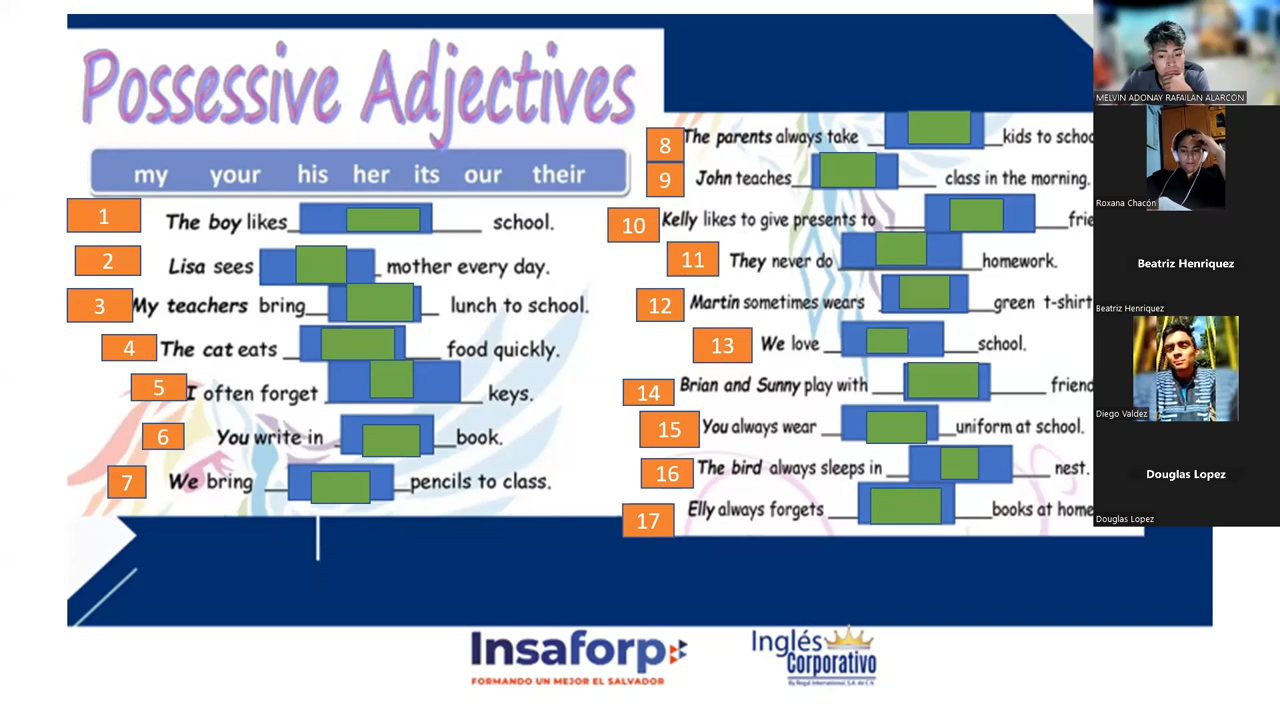 Possessive Adjectives
my your his her its our their
1 The boy likes school.
2 Lisa sees mother every day.
3 My teachers bring lunch to school.
4 The cat eats food quickly.
5 I often forget keys.
6 You write in book.
7 We bring pencils to class.
8 The parents always take kids to schoo
9 John teaches class in the morning.
10 Kelly likes to give presents to frie
11 They never do homework.
12 Martin sometimes wears green t-shirt
13 We love school.
14 Brian and Sunny play with friend
15 You always wear uniform at school.
16 The bird always sleeps in nest.
17 Elly always forgets books at home
Insaforp
FORMANDO UN MEJOR EL SALVADOR
Inglés
Corporativo
By Regal International, S.A. de C.V.
MELVIN ADONAY RAFAILAN ALARCON
Roxana Chacón
Beatriz Henriquez
Beatriz Henriquez
Diego Valdez
Douglas Lopez
Douglas Lopez